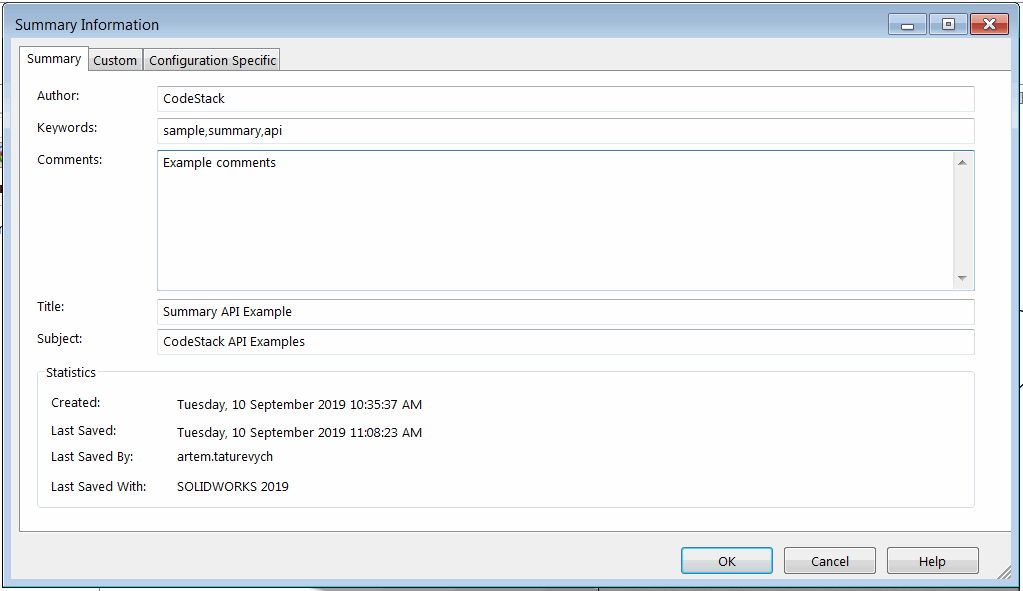 Summary Information
Summary Custom Configuration Specific
Author: CodeStack
Keywords: sample,summary,api
Comments: Example comments
Title: Summary API Example
Subject: CodeStack API Examples
Statistics
Created: Tuesday, 10 September 2019 10:35:37 AM
Last Saved: Tuesday, 10 September 2019 11:08:23 AM
Last Saved By: artem.taturevych
Last Saved With: SOLIDWORKS 2019
OK Cancel Help